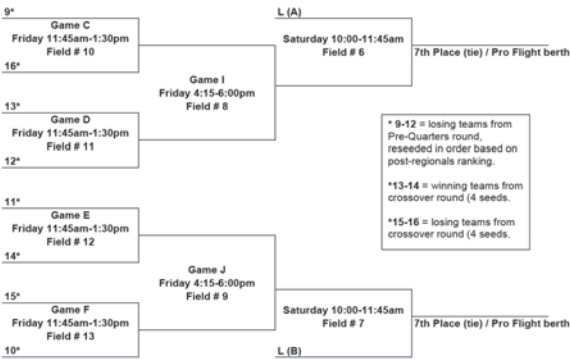 9*
Game C
Friday 11:45am-1:30pm
Field # 10
16*
13*
Game D
Friday 11:45am-1:30pm
Field # 11
12*
Game I
Friday 4:15-6:00pm
Field # 8
L (A)
Saturday 10:00-11:45am
Field # 6
7th Place (tie) / Pro Flight berth
* 9-12 = losing teams from
Pre-Quarters round,
reseeded in order based on
post-regionals ranking.
*13-14 = winning teams from
crossover round (4 seeds.
*15-16 = losing teams from
crossover round (4 seeds.
11*
Game E
Friday 11:45am-1:30pm
Field # 12
14*
15*
Game F
Friday 11:45am-1:30pm
Field # 13
10*
Game J
Friday 4:15-6:00pm
Field # 9
Saturday 10:00-11:45am
Field # 7
L (B)
7th Place (tie) / Pro Flight berth